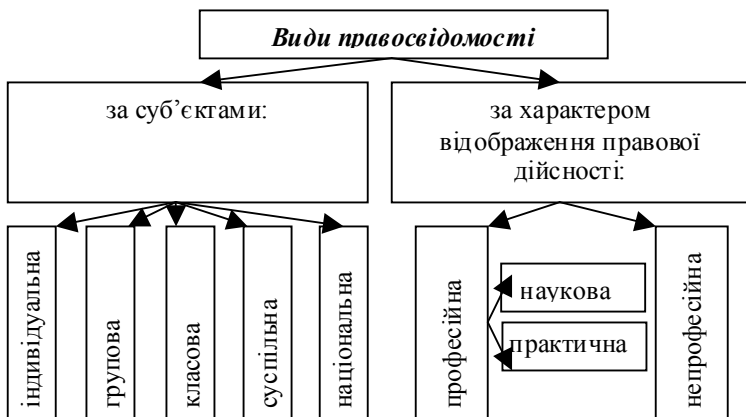 Види правосвідомості
за суб’єктами:
за характером
відображення правової
дійсності:
індивідуальна
групова
класова
суспільна
національна
професійна
наукова
практична
непрофесійна